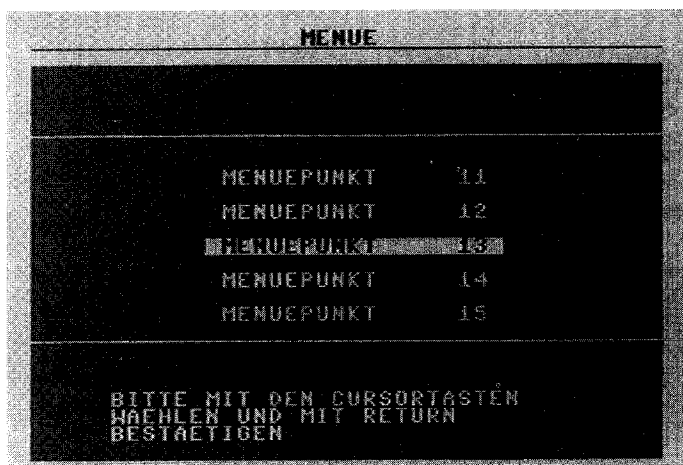 MENUE
MENUEPUNKT 11
MENUEPUNKT 12
MENUEPUNKT 13
MENUEPUNKT 14
MENUEPUNKT 15
BITTE MIT DEN CURSORTASTEN
WAEHLEN UND MIT RETURN
BESTAETIGEN